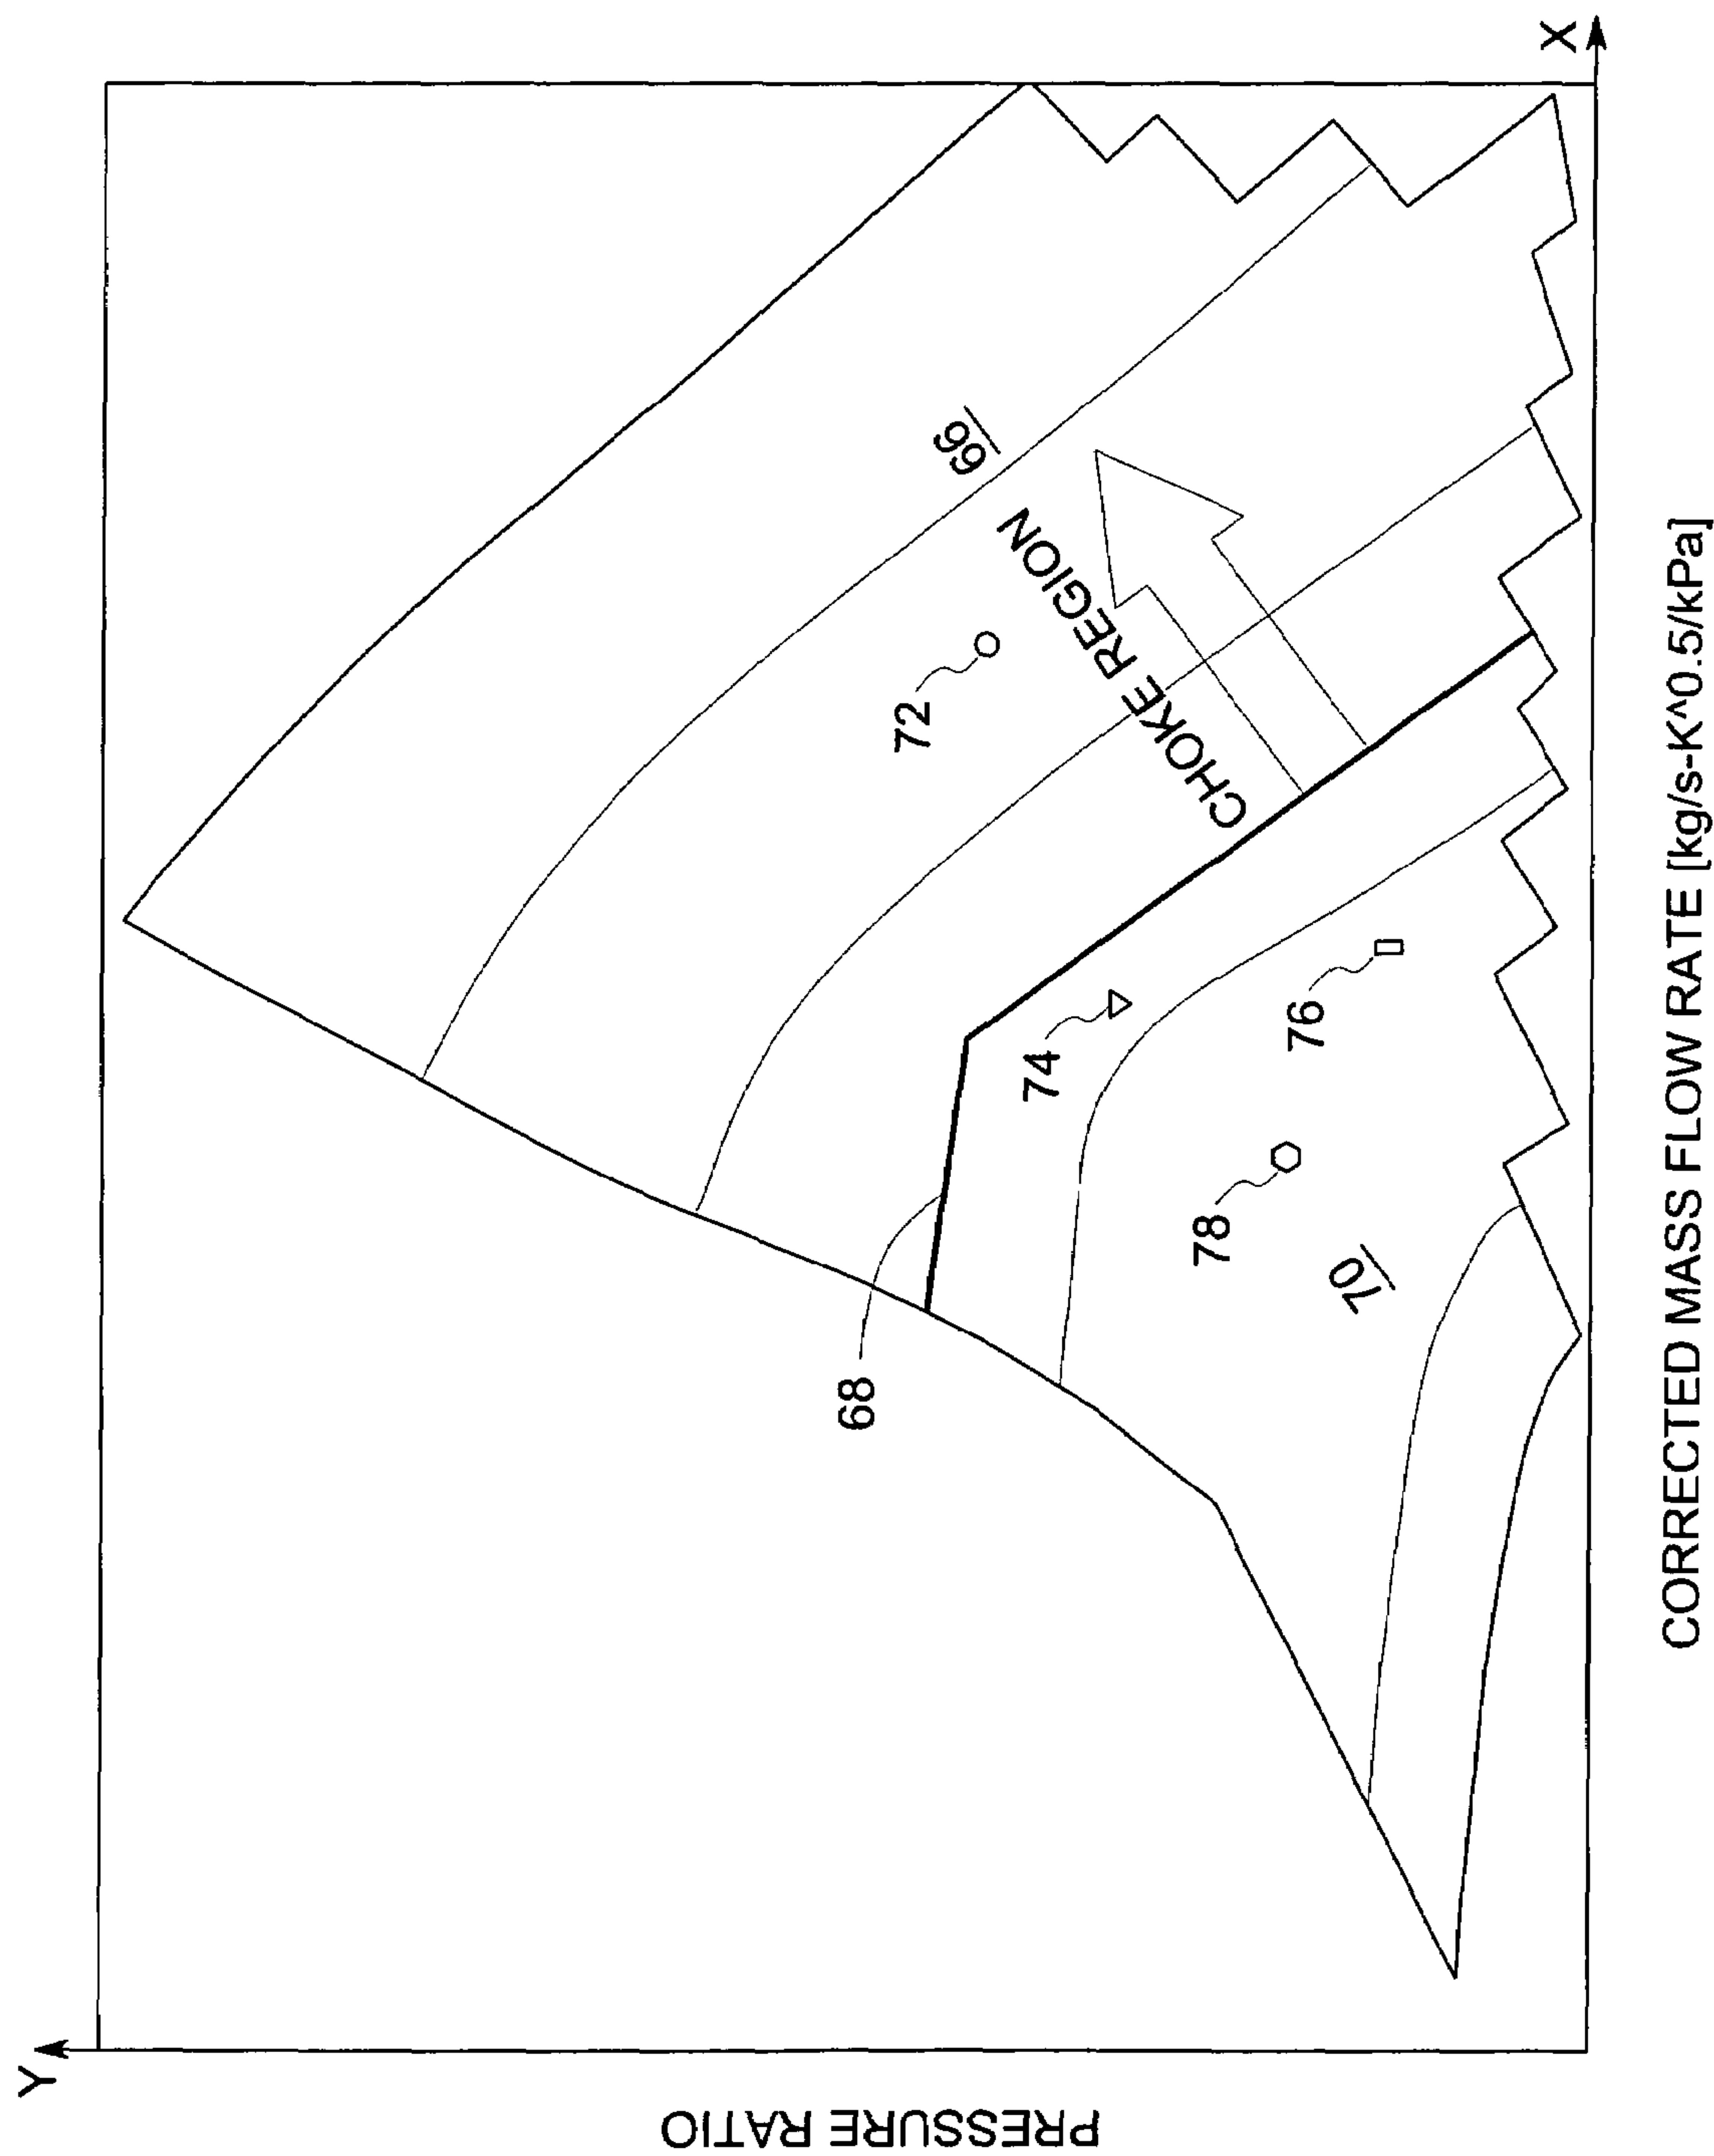 Y
PRESSURE RATIO
72
66
CHOKE REGION
68
74
76
78
70
X
CORRECTED MASS FLOW RATE [kg/s-K^0.5/kPa]